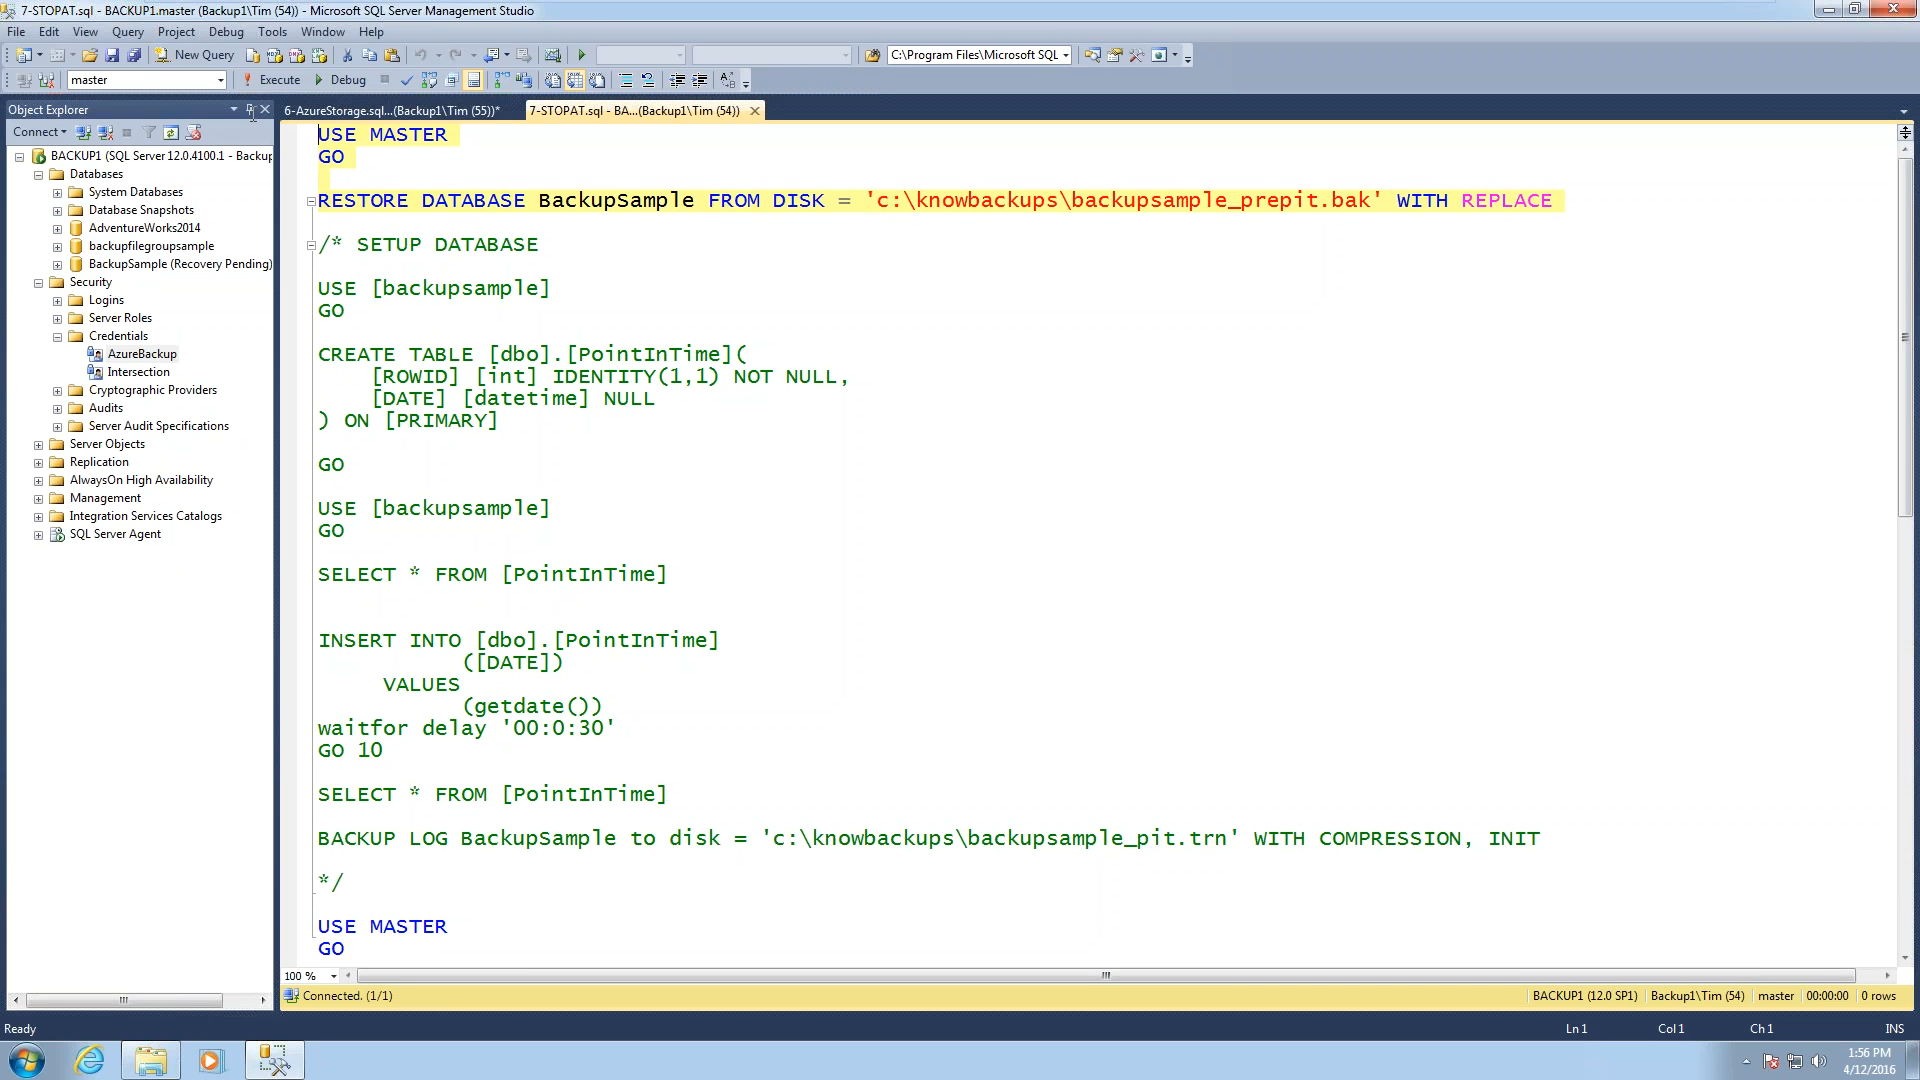 7-STOPAT.sql - BACKUP1.master (Backup1\Tim (54)) - Microsoft SQL Server Management Studio
File Edit View Query Project Debug Tools Window Help
New Query
C:\Program Files\Microsoft SQL
master
Execute
Debug
Object Explorer
6-AzureStorage.sql...(Backup1\Tim (55))*
7-STOPAT.sql - BA...(Backup1\Tim (54))
Connect
BACKUP1 (SQL Server 12.0.4100.1 - Backup
Databases
System Databases
Database Snapshots
AdventureWorks2014
backupfilegroupsample
BackupSample (Recovery Pending)
Security
Logins
Server Roles
Credentials
AzureBackup
Intersection
Cryptographic Providers
Audits
Server Audit Specifications
Server Objects
Replication
AlwaysOn High Availability
Management
Integration Services Catalogs
SQL Server Agent
USE MASTER
GO
RESTORE DATABASE BackupSample FROM DISK = 'c:\knowbackups\backupsample_prepit.bak' WITH REPLACE
/* SETUP DATABASE
USE [backupsample]
GO
CREATE TABLE [dbo].[PointInTime](
[ROWID] [int] IDENTITY(1,1) NOT NULL,
[DATE] [datetime] NULL
) ON [PRIMARY]
GO
USE [backupsample]
GO
SELECT * FROM [PointInTime]
INSERT INTO [dbo].[PointInTime]
([DATE])
VALUES
(getdate())
waitfor delay '00:0:30'
GO 10
SELECT * FROM [PointInTime]
BACKUP LOG BackupSample to disk = 'c:\knowbackups\backupsample_pit.trn' WITH COMPRESSION, INIT
*/
USE MASTER
GO
100 %
Connected. (1/1)
BACKUP1 (12.0 SP1) Backup1\Tim (54) master 00:00:00 0 rows
Ready
Ln 1 Col 1 Ch 1 INS
1:56 PM
4/12/2016